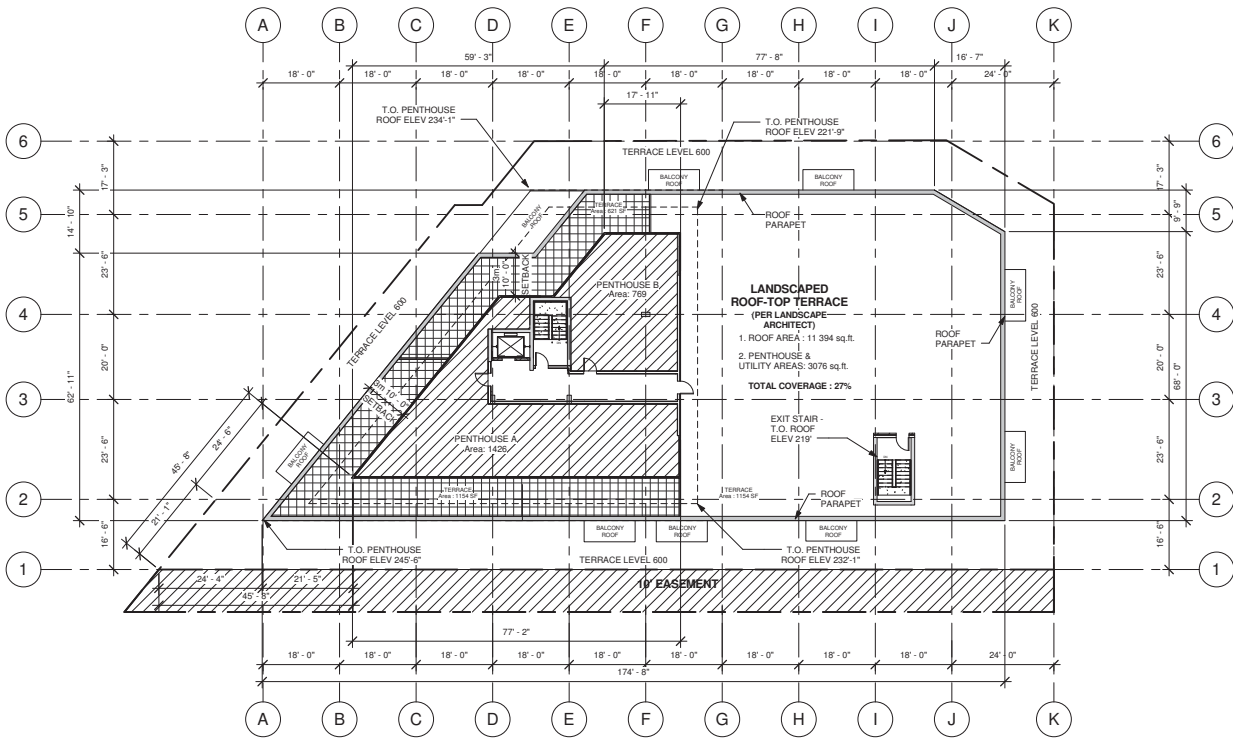 A
B
C
D
E
F
G
H
I
J
K
59' - 3"
77' - 8"
16' - 7"
18' - 0"
18' - 0"
18' - 0"
18' - 0"
18' - 0"
18' - 0"
18' - 0"
18' - 0"
18' - 0"
24' - 0"
17' - 11"
T.O. PENTHOUSE
ROOF ELEV 234'-1"
T.O. PENTHOUSE
ROOF ELEV 221'-9"
6
6
TERRACE LEVEL 600
17' - 3"
17' - 3"
BALCONY
ROOF
BALCONY
ROOF
14' - 10"
9' - 9"
5
5
TERRACE
Area: 621 SF
BALCONY
ROOF
ROOF
PARAPET
23' - 6"
23' - 6"
3m
10' - 0"
SETBACK
PENTHOUSE B
Area: 769
LANDSCAPED
ROOF-TOP TERRACE
(PER LANDSCAPE
ARCHITECT)
1. ROOF AREA : 11 394 sq.ft.
2. PENTHOUSE &
UTILITY AREAS: 3076 sq.ft.
TOTAL COVERAGE : 27%
BALCONY
ROOF
4
4
TERRACE LEVEL 600
ROOF
PARAPET
TERRACE LEVEL 600
20' - 0"
20' - 0"
62' - 11"
68' - 0"
3
3
3m 10' - 0"
SETBACK
EXIT STAIR -
T.O. ROOF
ELEV 219'
24' - 6"
45' - 8"
23' - 6"
23' - 6"
PENTHOUSE A
Area: 1426
BALCONY
ROOF
BALCONY
ROOF
2
2
TERRACE
Area : 1154 SF
TERRACE
Area : 1154 SF
ROOF
PARAPET
21' - 1"
16' - 6"
16' - 6"
BALCONY
ROOF
BALCONY
ROOF
BALCONY
ROOF
T.O. PENTHOUSE
ROOF ELEV 245'-6"
TERRACE LEVEL 600
T.O. PENTHOUSE
ROOF ELEV 232'-1"
1
1
24' - 4"
21' - 5"
10' EASEMENT
45' - 8"
77' - 2"
18' - 0"
18' - 0"
18' - 0"
18' - 0"
18' - 0"
18' - 0"
18' - 0"
18' - 0"
18' - 0"
24' - 0"
174' - 8"
A
B
C
D
E
F
G
H
I
J
K